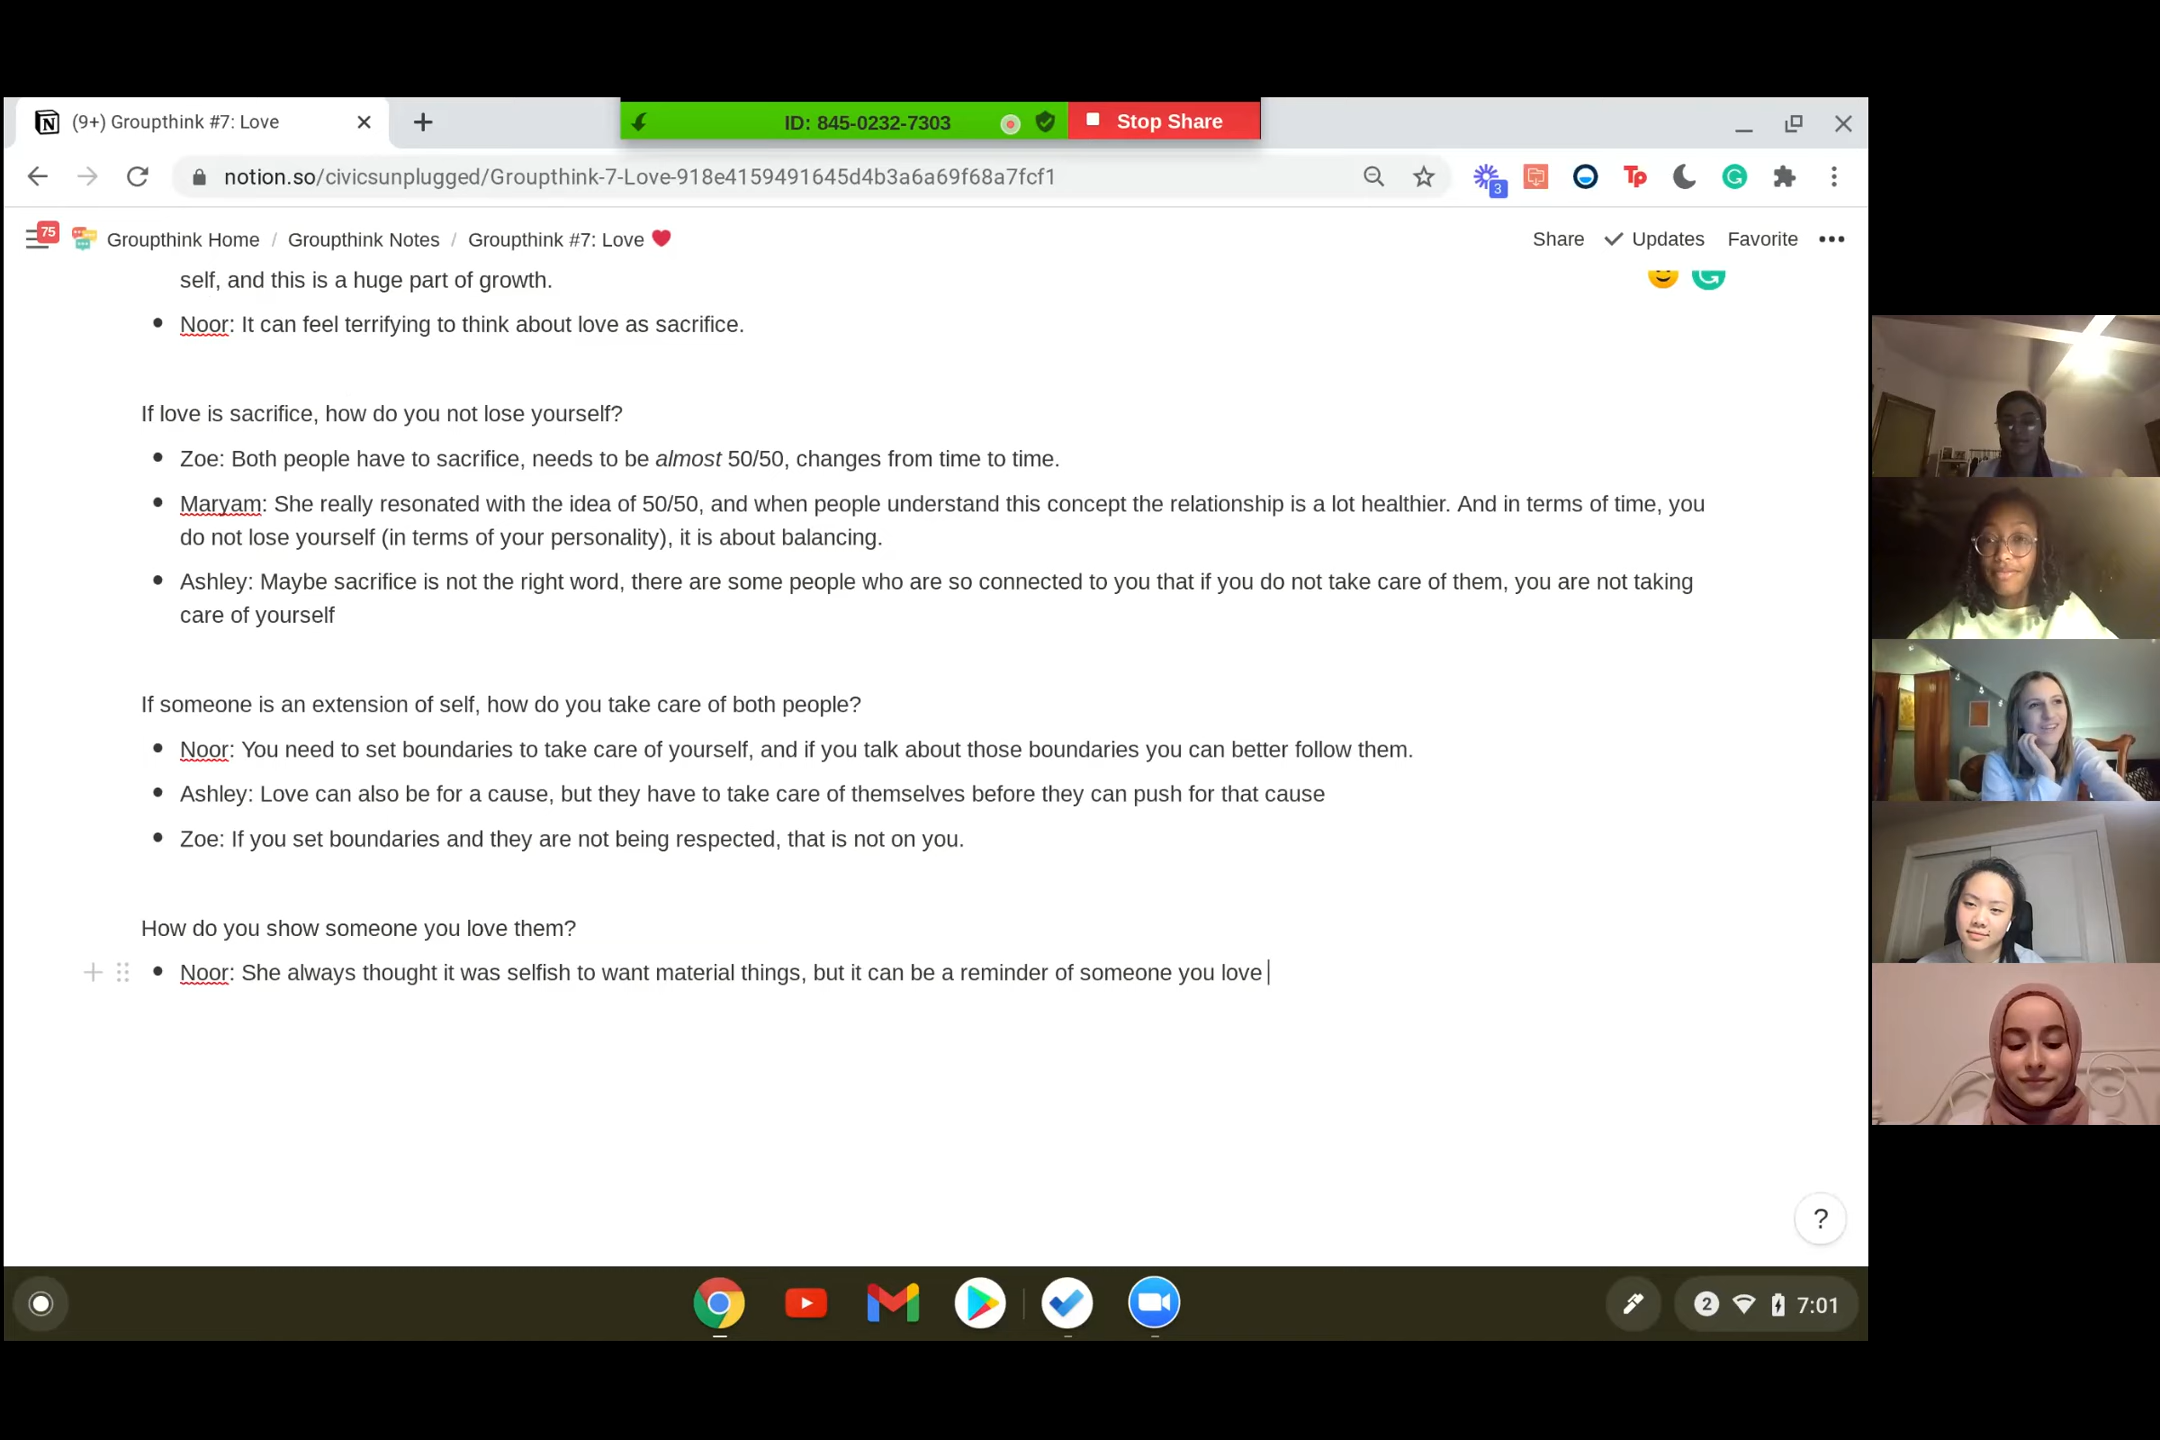 (9+) Groupthink #7: Love
ID: 845-0232-7303
Stop Share
notion.so/civicsunplugged/Groupthink-7-Love-918e4159491645d4b3a6a69f68a7fcf1
3
75
Groupthink Home / Groupthink Notes / Groupthink #7: Love
Share Updates Favorite
self, and this is a huge part of growth.
Noor: It can feel terrifying to think about love as sacrifice.
If love is sacrifice, how do you not lose yourself?
Zoe: Both people have to sacrifice, needs to be almost 50/50, changes from time to time.
Maryam: She really resonated with the idea of 50/50, and when people understand this concept the relationship is a lot healthier. And in terms of time, you
do not lose yourself (in terms of your personality), it is about balancing.
Ashley: Maybe sacrifice is not the right word, there are some people who are so connected to you that if you do not take care of them, you are not taking
care of yourself
If someone is an extension of self, how do you take care of both people?
Noor: You need to set boundaries to take care of yourself, and if you talk about those boundaries you can better follow them.
Ashley: Love can also be for a cause, but they have to take care of themselves before they can push for that cause
Zoe: If you set boundaries and they are not being respected, that is not on you.
How do you show someone you love them?
Noor: She always thought it was selfish to want material things, but it can be a reminder of someone you love
?
2 7:01